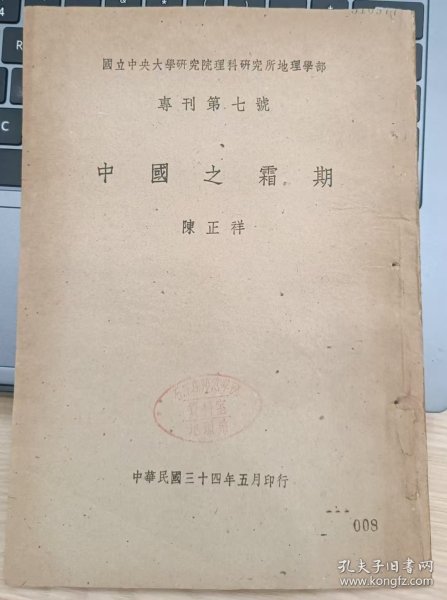 國立中央大學研究院理科研究所地理學部
專刊第七號
中國之霜期
陳正祥
中華民國三十四年五月印行
008
孔夫子旧书网
www.kongfz.com